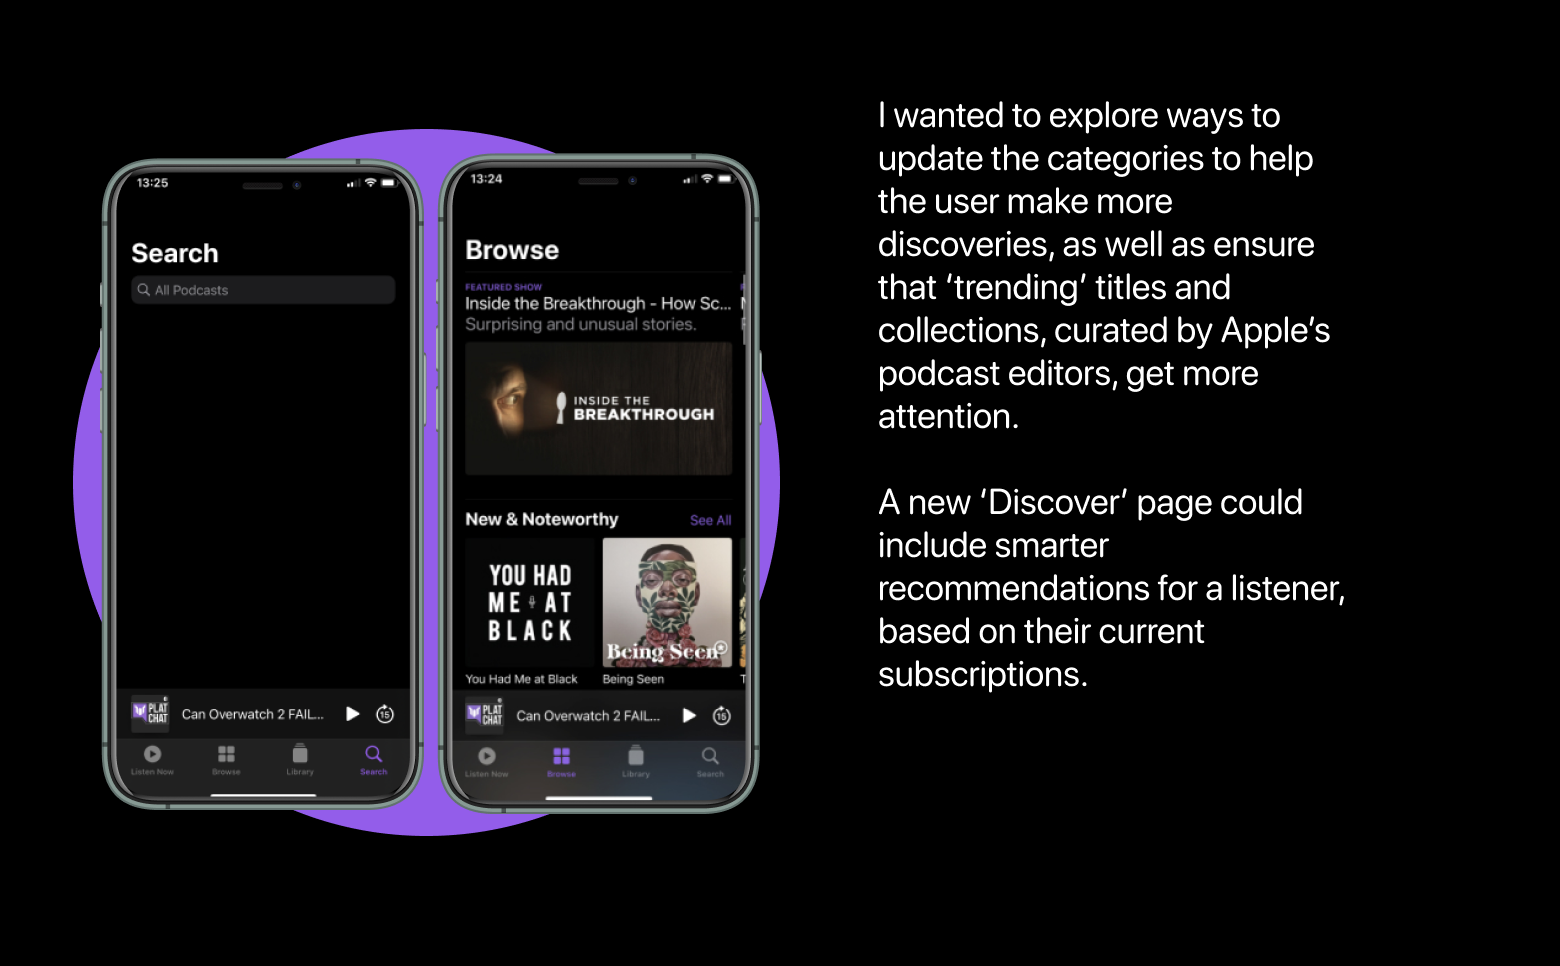 13:25
Search
All Podcasts
PLAT
CHAT
Can Overwatch 2 FAIL...
15
Listen Now
Browse
Library
Search
13:24
Browse
FEATURED SHOW
Inside the Breakthrough - How Sc...
Surprising and unusual stories.
INSIDE THE
BREAKTHROUGH
New & Noteworthy
See All
YOU HAD
ME AT
BLACK
Being Seen
You Had Me at Black
Being Seen
T
PLAT
CHAT
Can Overwatch 2 FAIL...
15
Listen Now
Browse
Library
Search
I wanted to explore ways to
update the categories to help
the user make more
discoveries, as well as ensure
that ‘trending’ titles and
collections, curated by Apple’s
podcast editors, get more
attention.
A new ‘Discover’ page could
include smarter
recommendations for a listener,
based on their current
subscriptions.